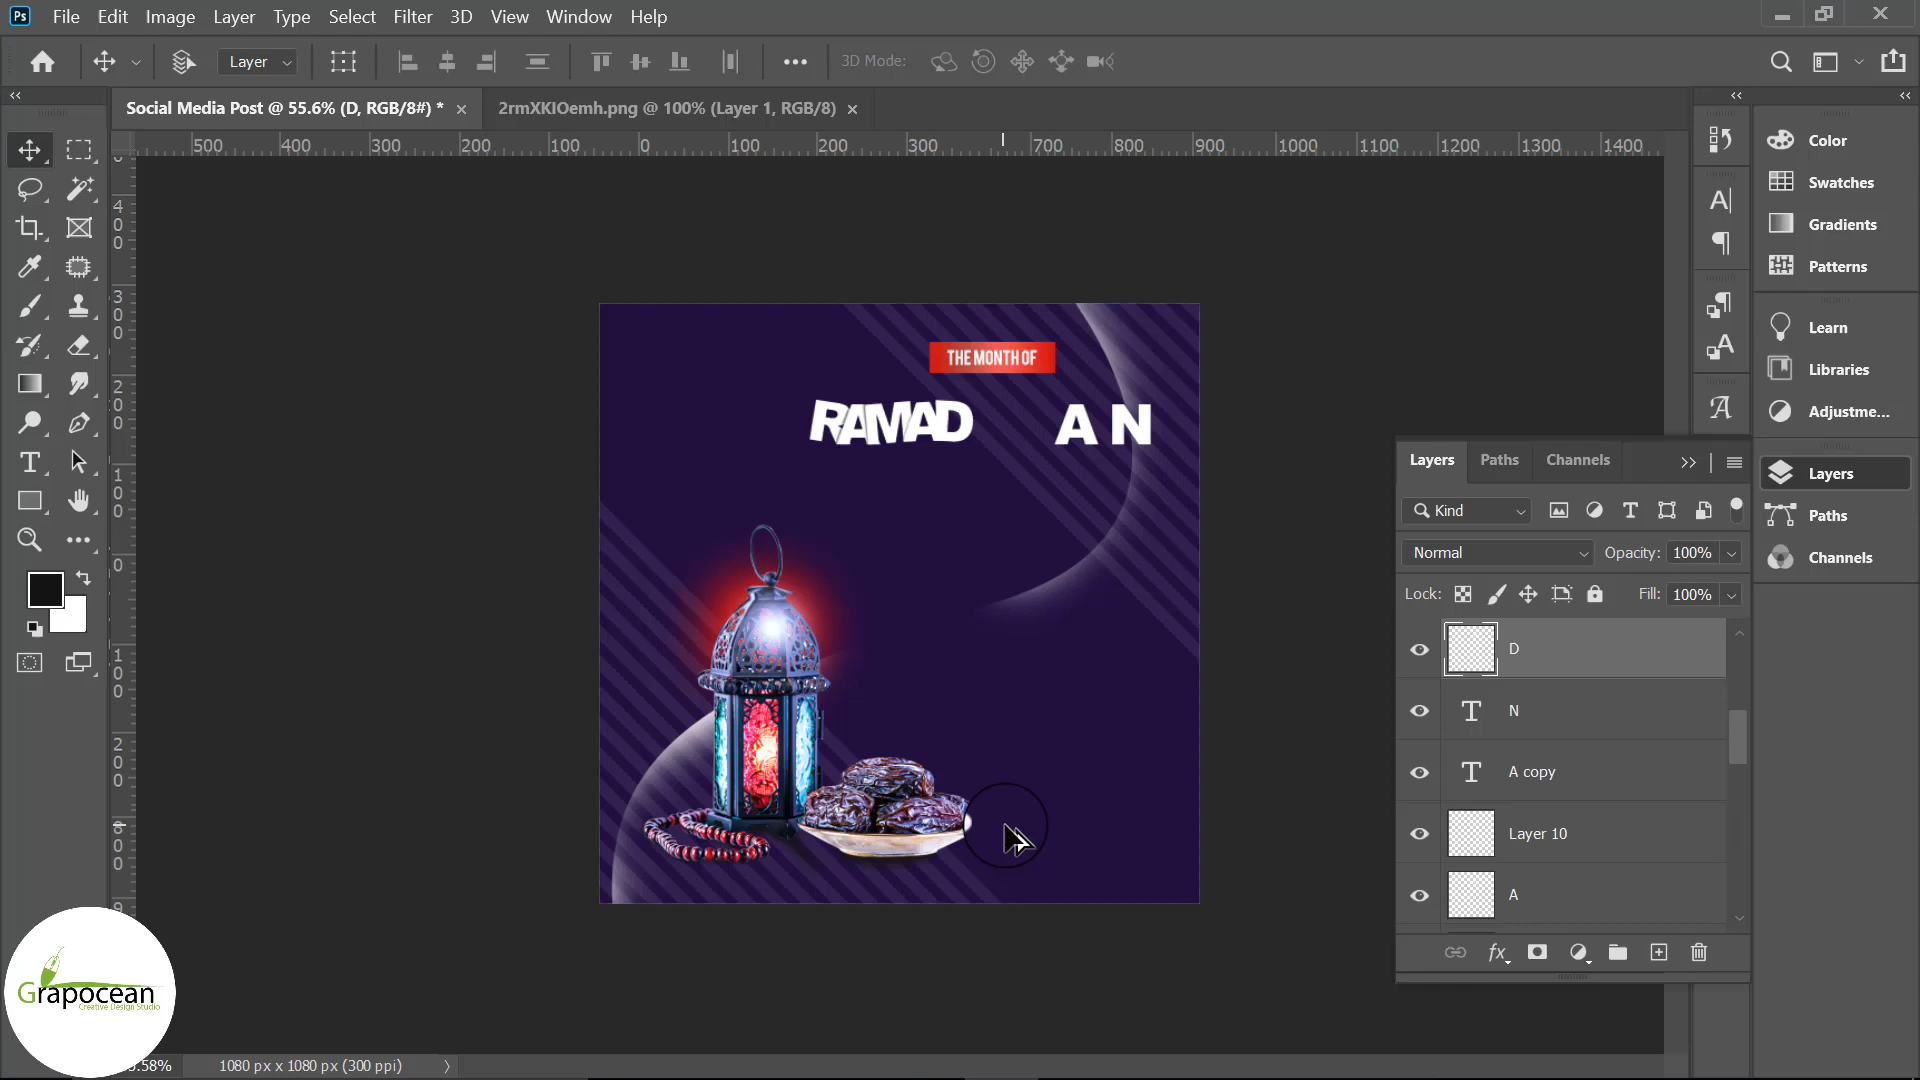 Ps File Edit Image Layer Type Select Filter 3D View Window Help
Layer 3D Mode:
Social Media Post @ 55.6% (D, RGB/8#) * × 2rmXKIOemh.png @ 100% (Layer 1, RGB/8) ×
500 400 300 200 100 0 100 200 300 700 800 900 1000 1100 1200 1300 1400
400
300
200
100
0
100
200
800
9
THE MONTH OF
RAMAD A N
Color
Swatches
Gradients
Patterns
Learn
Libraries
Adjustme...
Layers
Paths
Channels
Layers Paths Channels
Kind
Normal Opacity: 100%
Lock: Fill: 100%
D
T N
T A copy
Layer 10
A
fx
Grapocean
Creative Design Studio
.58% 1080 px x 1080 px (300 ppi)